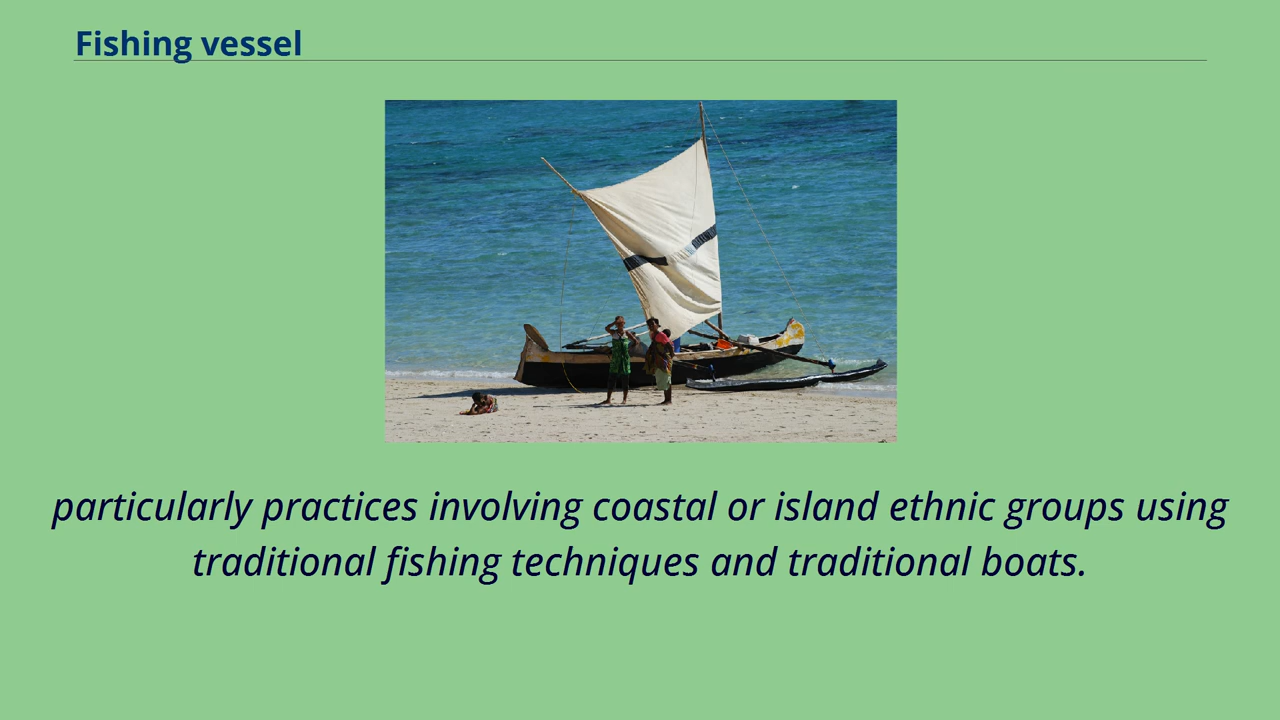 Fishing vessel
particularly practices involving coastal or island ethnic groups using
traditional fishing techniques and traditional boats.